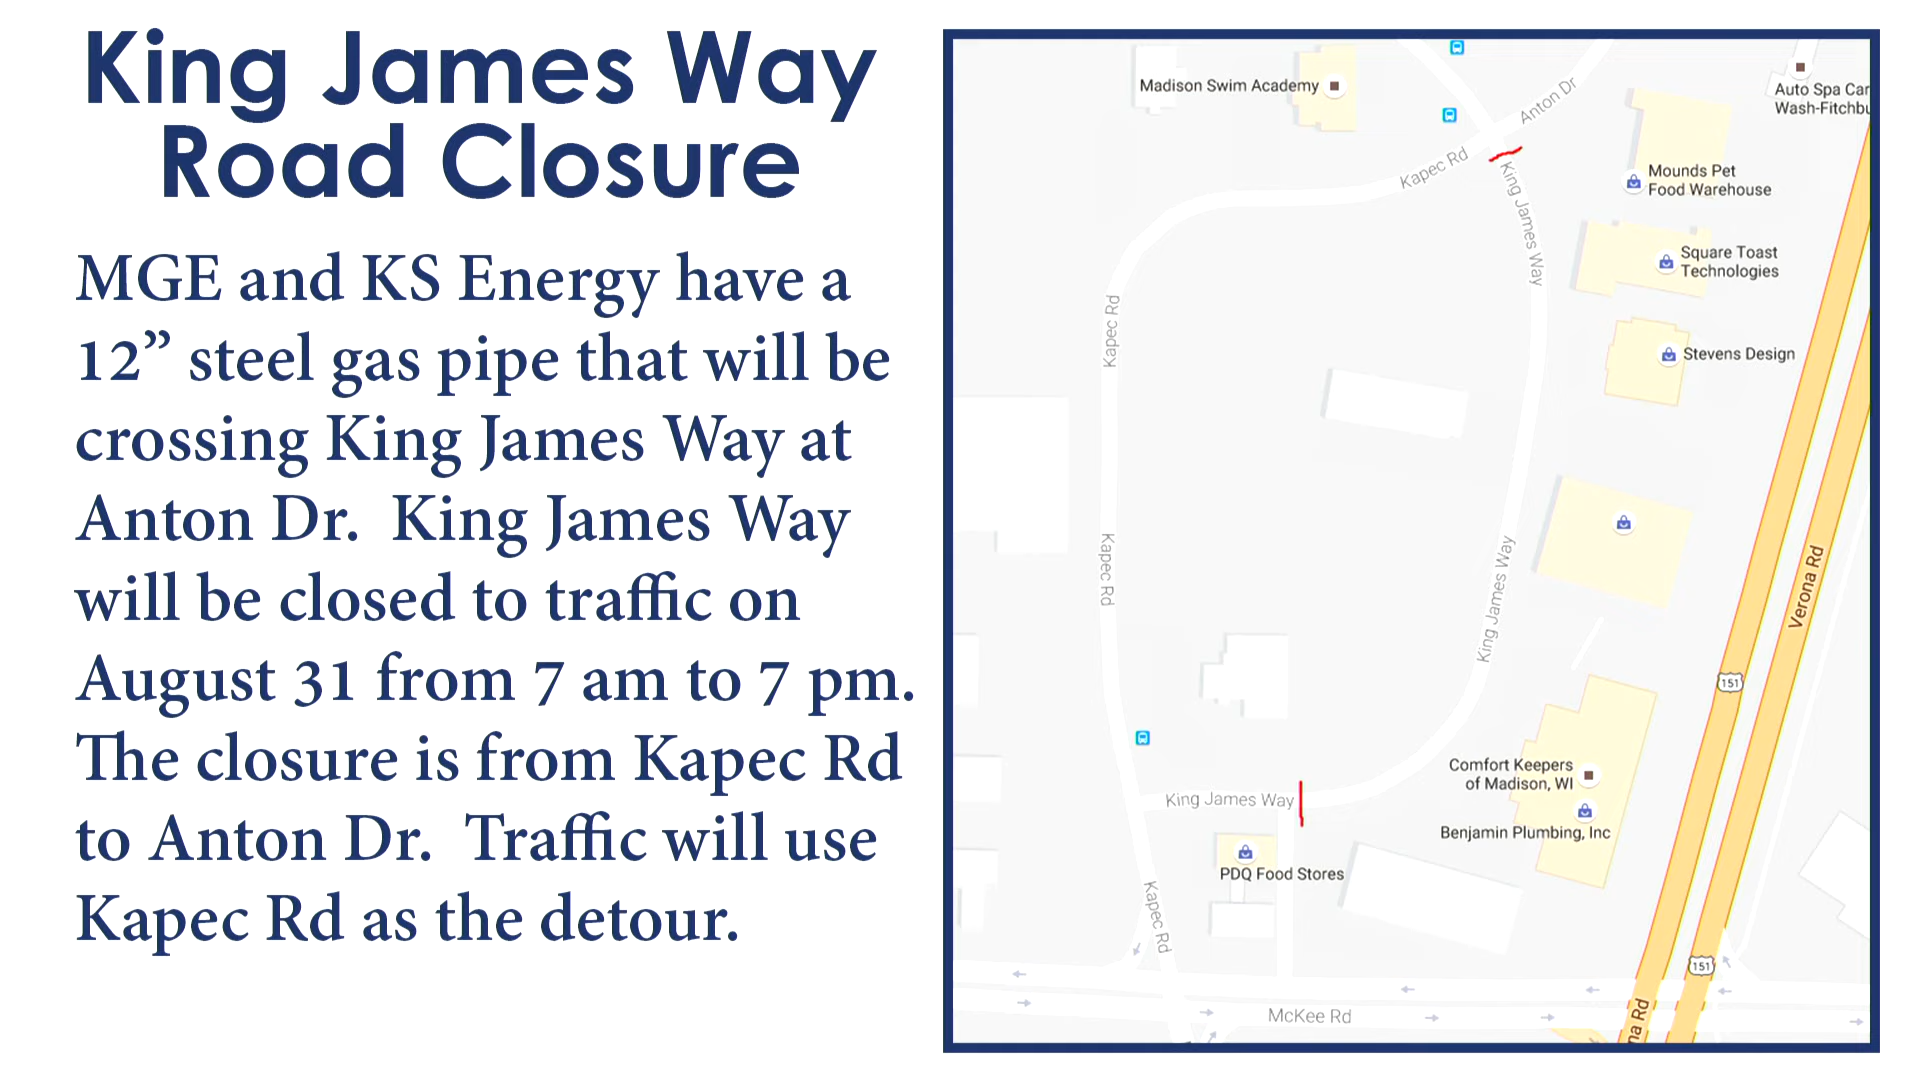 King James Way
Road Closure
MGE and KS Energy have a
12” steel gas pipe that will be
crossing King James Way at
Anton Dr.  King James Way
will be closed to traffic on
August 31 from 7 am to 7 pm.
The closure is from Kapec Rd
to Anton Dr.  Traffic will use
Kapec Rd as the detour.
Madison Swim Academy
Anton Dr
Auto Spa Car
Wash-Fitchbu
Kapec Rd
King James Way
Mounds Pet
Food Warehouse
Square Toast
Technologies
Kapec Rd
Stevens Design
Kapec Rd
King James Way
Verona Rd
151
Comfort Keepers
of Madison, WI
King James Way
Benjamin Plumbing, Inc
PDQ Food Stores
Kapec Rd
151
McKee Rd
na Rd